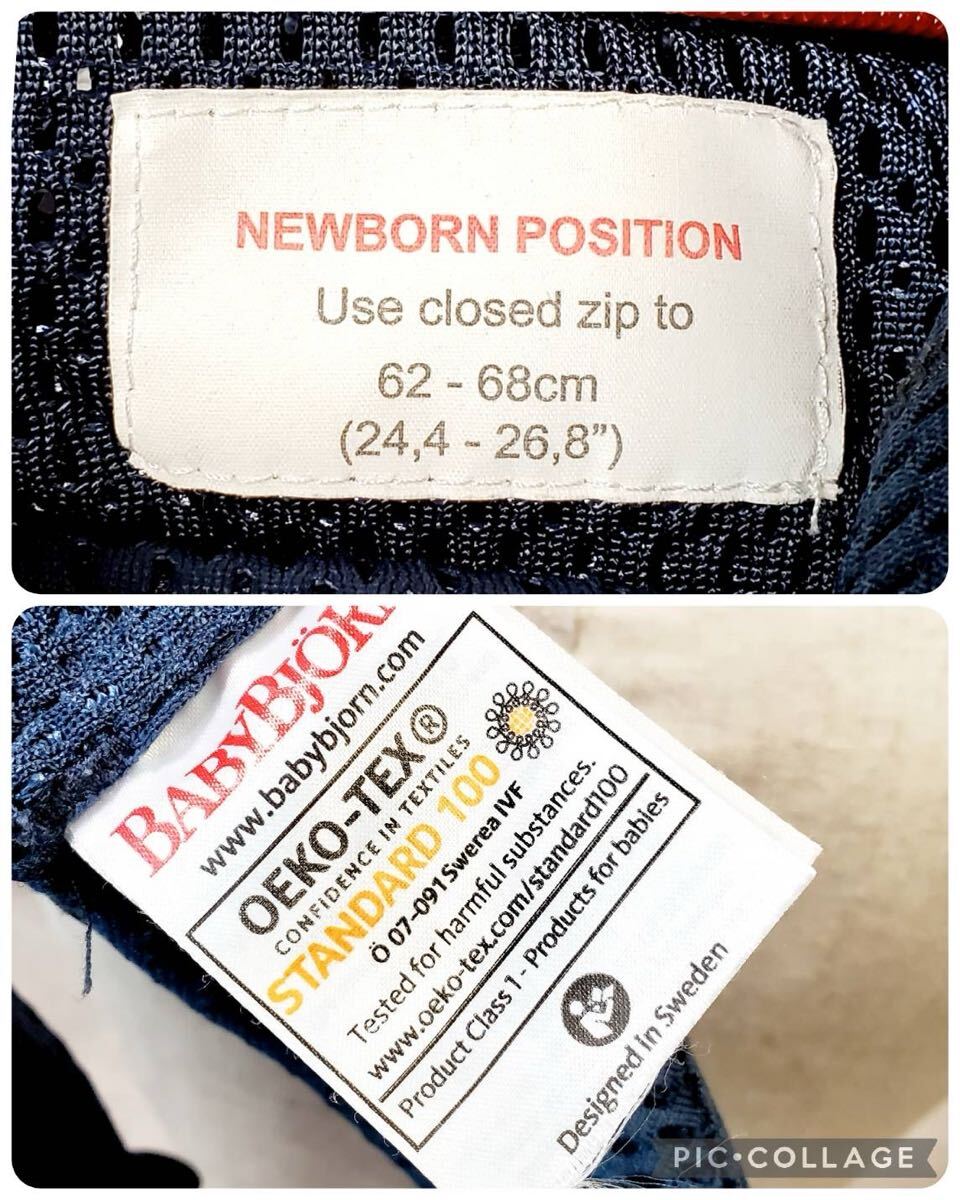 NEWBORN POSITION
Use closed zip to
62 - 68cm
(24,4 - 26,8")
BABYBJÖR
www.babybjorn.com
OEKO-TEX®
CONFIDENCE IN TEXTILES
STANDARD 100
Ö 07-091 Swerea IVF
Tested for harmful substances.
www.oeko-tex.com/standard100
Product Class 1 - Products for babies
Designed in Sweden
PIC•COLLAGE